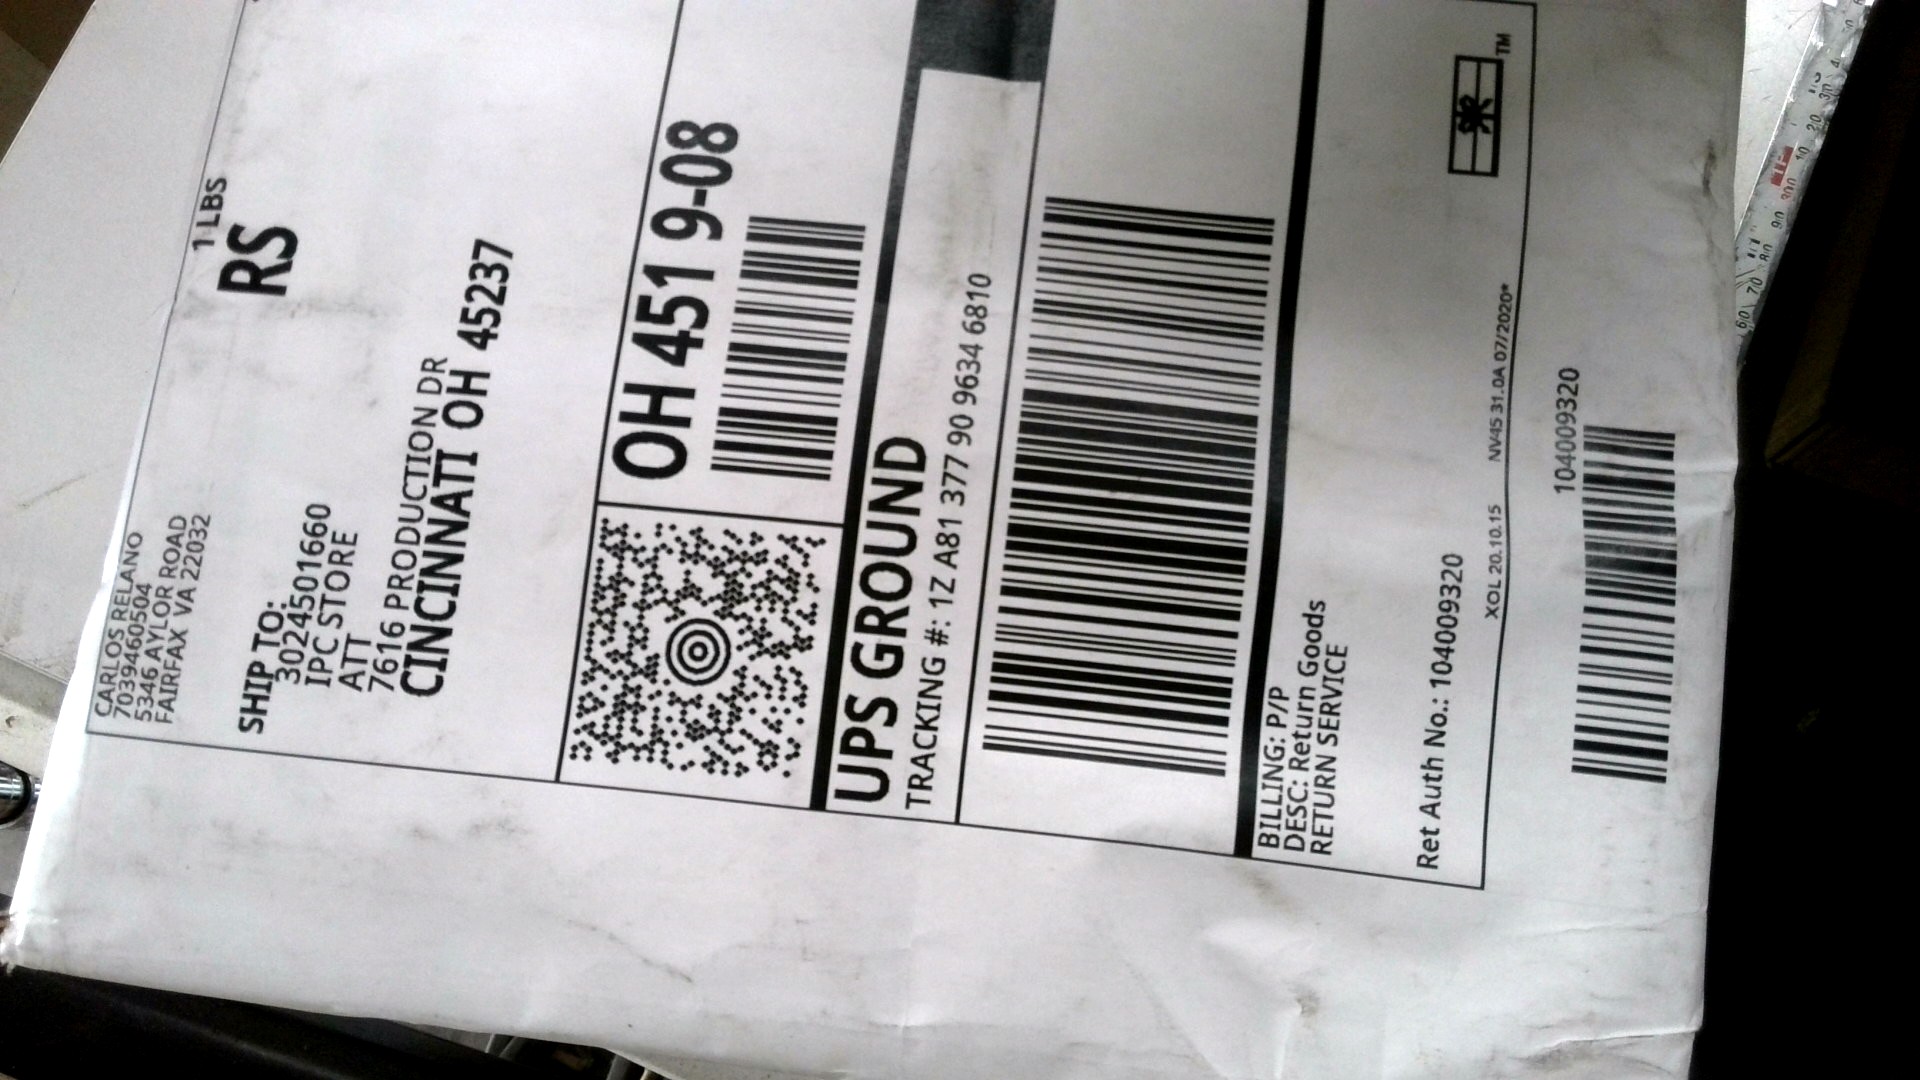 CARLOS RELANO
7039460504
5346 AYLOR ROAD
FAIRFAX VA 22032
1 LBS
RS
SHIP TO:
3024501660
IPC STORE
ATT
7616 PRODUCTION DR
CINCINNATI OH 45237
OH 451 9-08
UPS GROUND
TRACKING #: 1Z A81 377 90 9634 6810
BILLING: P/P
DESC: Return Goods
RETURN SERVICE
Ret Auth No.: 104009320
XOL 20.10.15 NV45 31.0A 07/2020*
TM
104009320